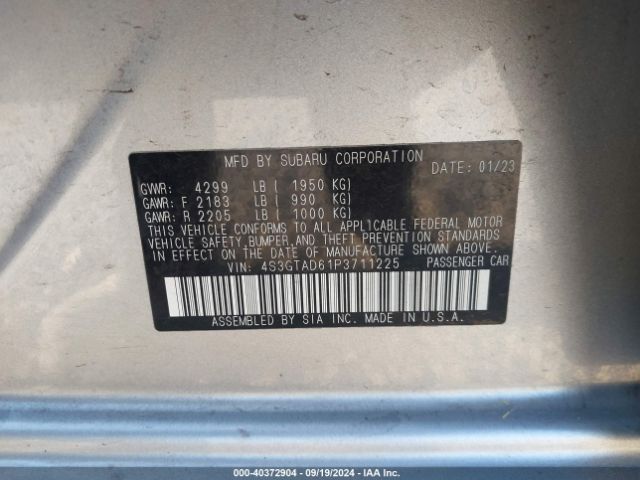 MFD BY SUBARU CORPORATION
DATE: 01/23
GVWR: 4299 LB ( 1950 KG)
GAWR: F 2183 LB ( 990 KG)
GAWR: R 2205 LB ( 1000 KG)
THIS VEHICLE CONFORMS TO ALL APPLICABLE FEDERAL MOTOR
VEHICLE SAFETY, BUMPER, AND THEFT PREVENTION STANDARDS
IN EFFECT ON THE DATE OF MANUFACTURE SHOWN ABOVE.
VIN: 4S3GTAD61P3711225 PASSENGER CAR
ASSEMBLED BY SIA INC. MADE IN U.S.A.
000-40372904 - 09/19/2024 - IAA Inc.